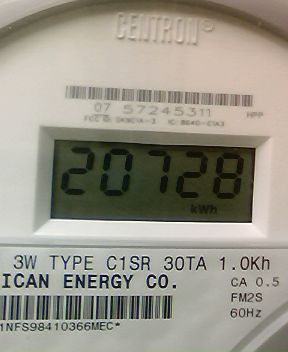 CENTRON®
07 57245311
HPP
20728
kWh
3W TYPE C1SR 30TA 1.0Kh
ICAN ENERGY CO.
CA 0.5
FM2S
60Hz
1NFS98410366MEC*